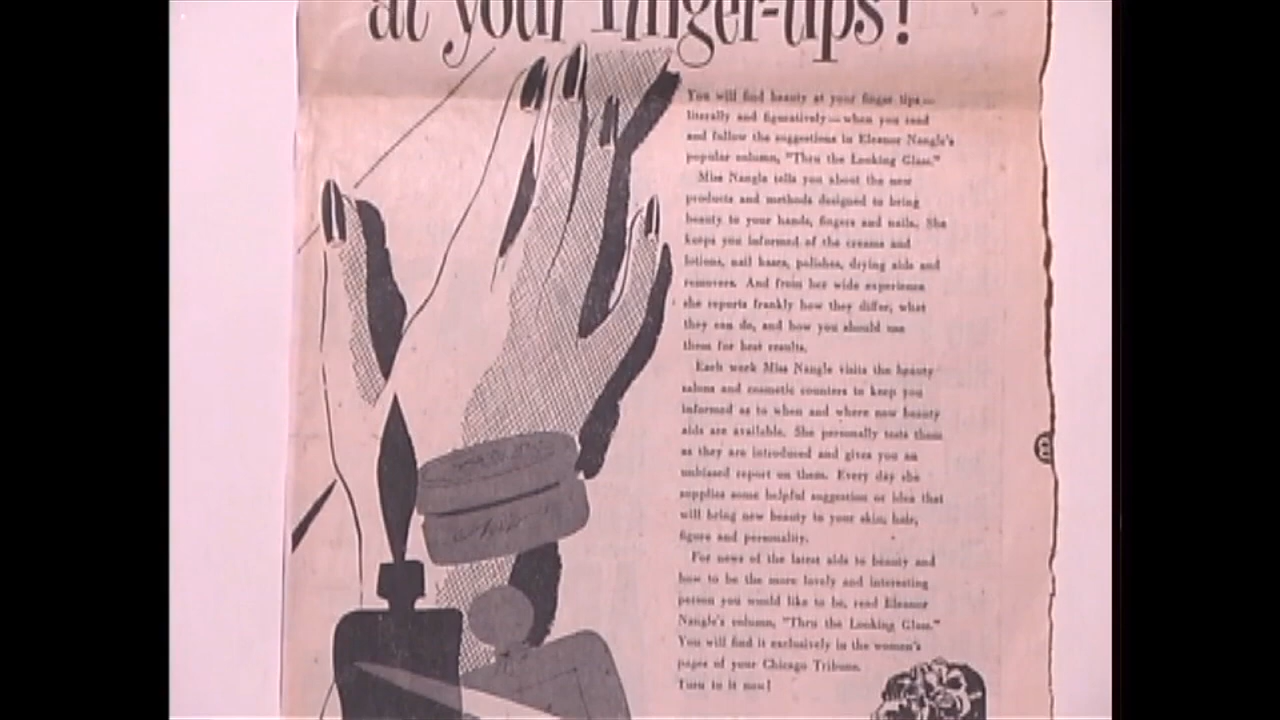 at your finger-tips!
You will find beauty at your finger tips—
literally and figuratively—when you read
and follow the suggestions in Eleanor Nangle's
popular column, "Thru the Looking Glass."
Miss Nangle tells you about the new
products and methods designed to bring
beauty to your hands, fingers and nails. She
keeps you informed of the creams and
lotions, nail bases, polishes, drying aids and
removers. And from her wide experience
she reports frankly how they differ, what
they can do, and how you should use
them for best results.
Each week Miss Nangle visits the beauty
salons and cosmetic counters to keep you
informed as to when and where new beauty
aids are available. She personally tests them
as they are introduced and gives you an
unbiased report on them. Every day she
supplies some helpful suggestion or idea that
will bring new beauty to your skin, hair,
figure and personality.
For news of the latest aids to beauty and
how to be the more lovely and interesting
person you would like to be, read Eleanor
Nangle's column, "Thru the Looking Glass."
You will find it exclusively in the women's
pages of your Chicago Tribune.
Turn to it now!